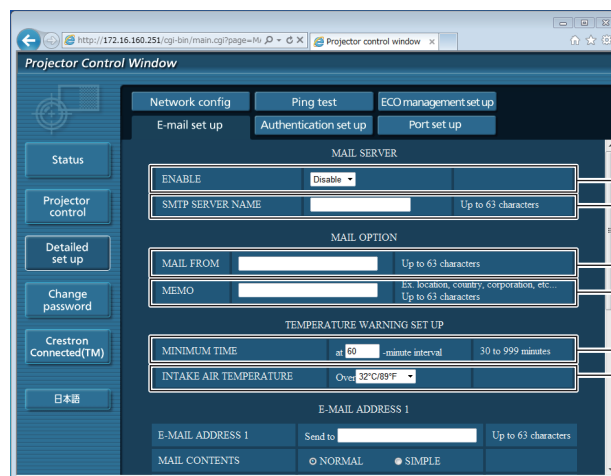 http://172.16.160.251/cgi-bin/main.cgi?page=M
Projector control window
Projector Control Window
Network config
Ping test
ECO management set up
E-mail set up
Authentication set up
Port set up
Status
Projector
control
Detailed
set up
Change
password
Crestron
Connected(TM)
日本語
MAIL SERVER
ENABLE
Disable
SMTP SERVER NAME
Up to 63 characters
MAIL OPTION
MAIL FROM
Up to 63 characters
MEMO
Ex. location, country, corporation, etc...
Up to 63 characters
TEMPERATURE WARNING SET UP
MINIMUM TIME
at 60 -minute interval
30 to 999 minutes
INTAKE AIR TEMPERATURE
Over 32°C/89°F
E-MAIL ADDRESS 1
E-MAIL ADDRESS 1
Send to
Up to 63 characters
MAIL CONTENTS
NORMAL
SIMPLE